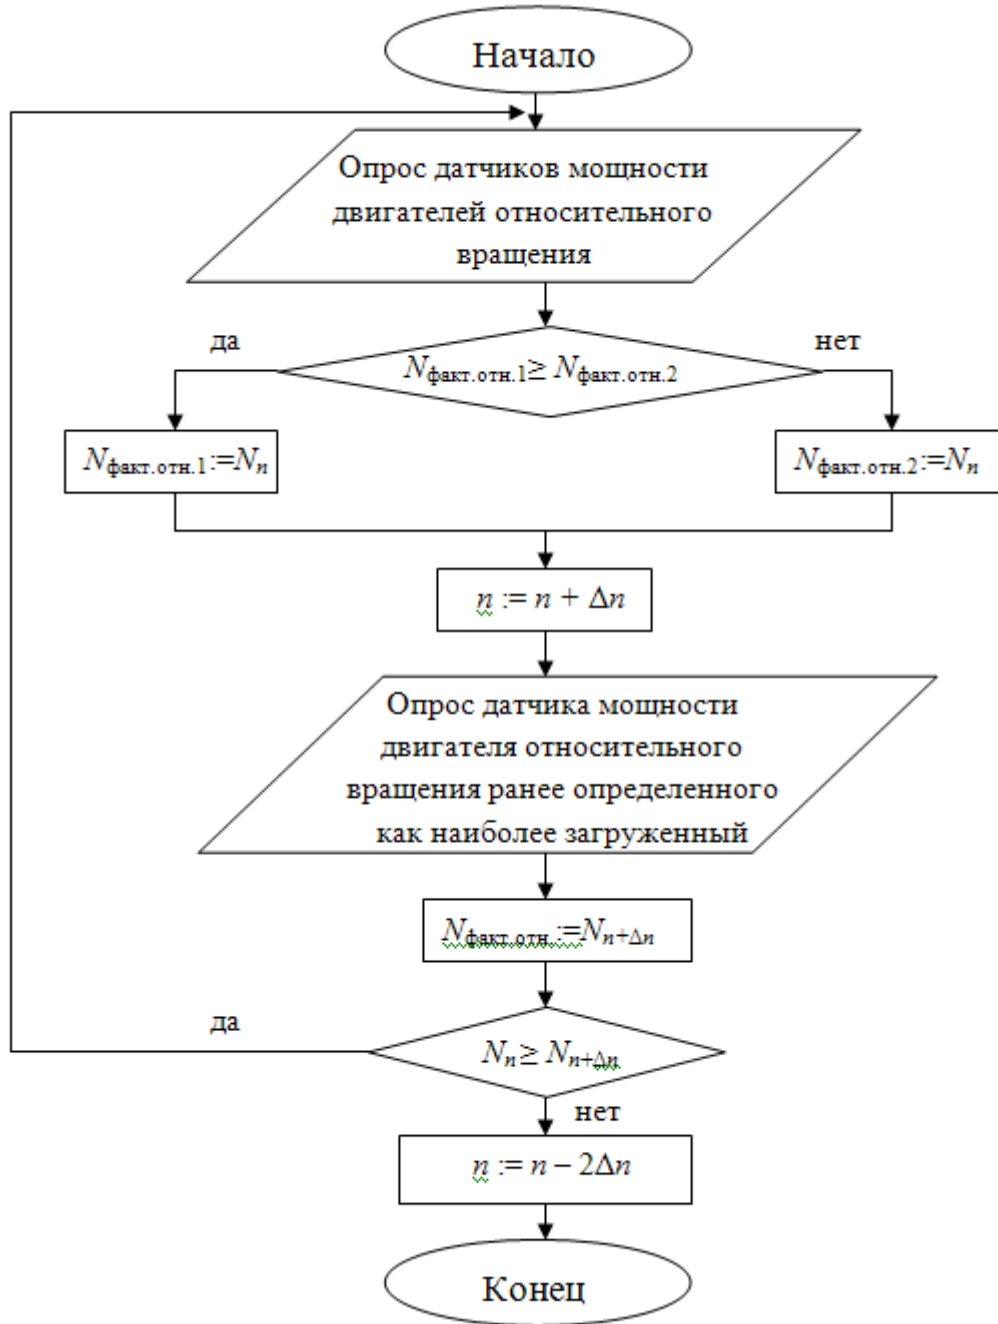 Начало
Опрос датчиков мощности
двигателей относительного
вращения
да
нет
Nфакт.отн.1≥ Nфакт.отн.2
Nфакт.отн.1:=Nn
Nфакт.отн.2:=Nn
n := n + Δn
Опрос датчика мощности
двигателя относительного
вращения ранее определенного
как наиболее загруженный
Nфакт.отн.:=Nn+Δn
да
Nn ≥ Nn+Δn
нет
n := n – 2Δn
Конец